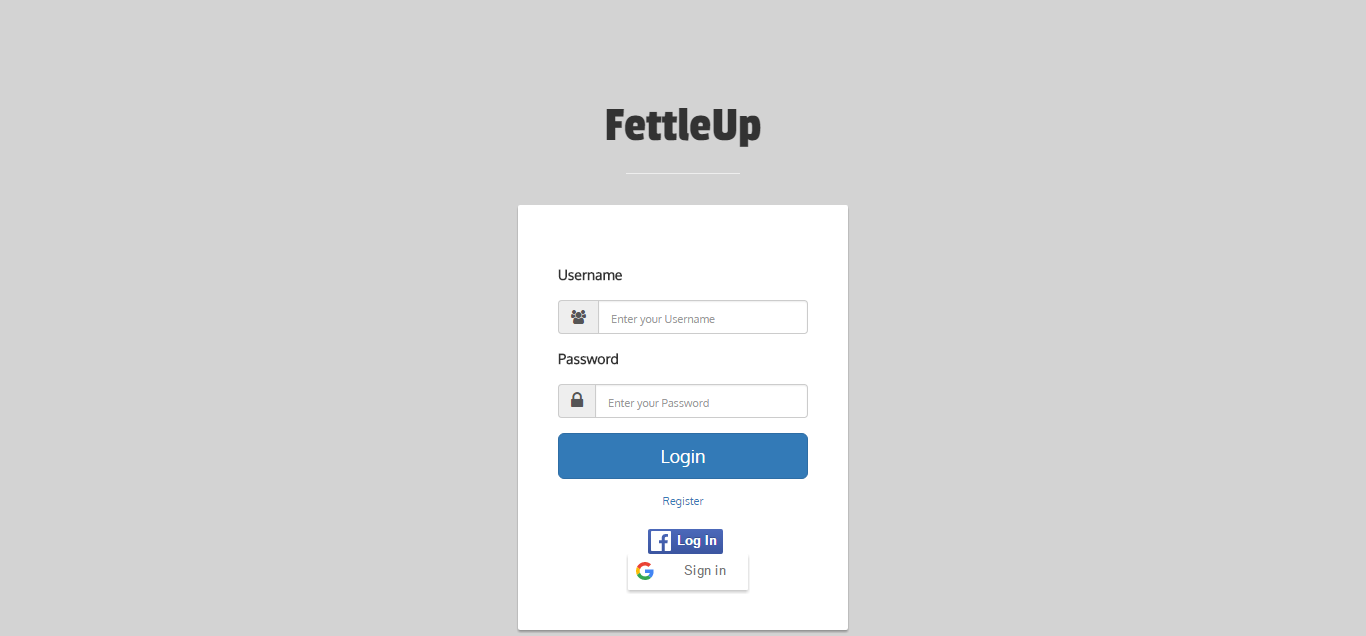 FettleUp
Username
Enter your Username
Password
Enter your Password
Login
Register
Log In
Sign in